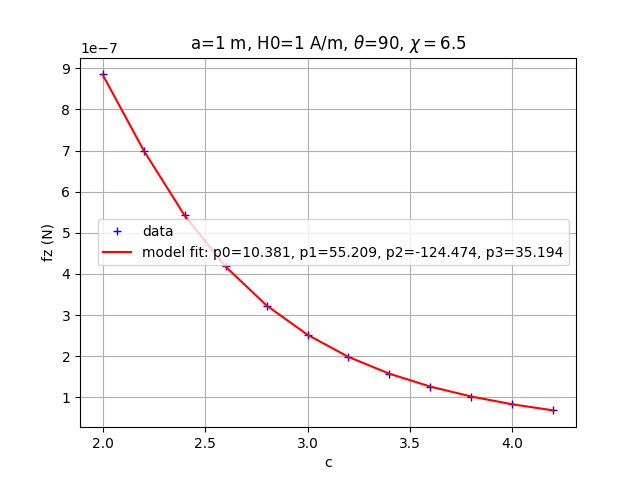 a=1 m, H0=1 A/m, θ=90, χ = 6.5
1e−7
9
8
7
6
5
4
3
2
1
fz (N)
data
model fit: p0=10.381, p1=55.209, p2=-124.474, p3=35.194
2.0 2.5 3.0 3.5 4.0
c